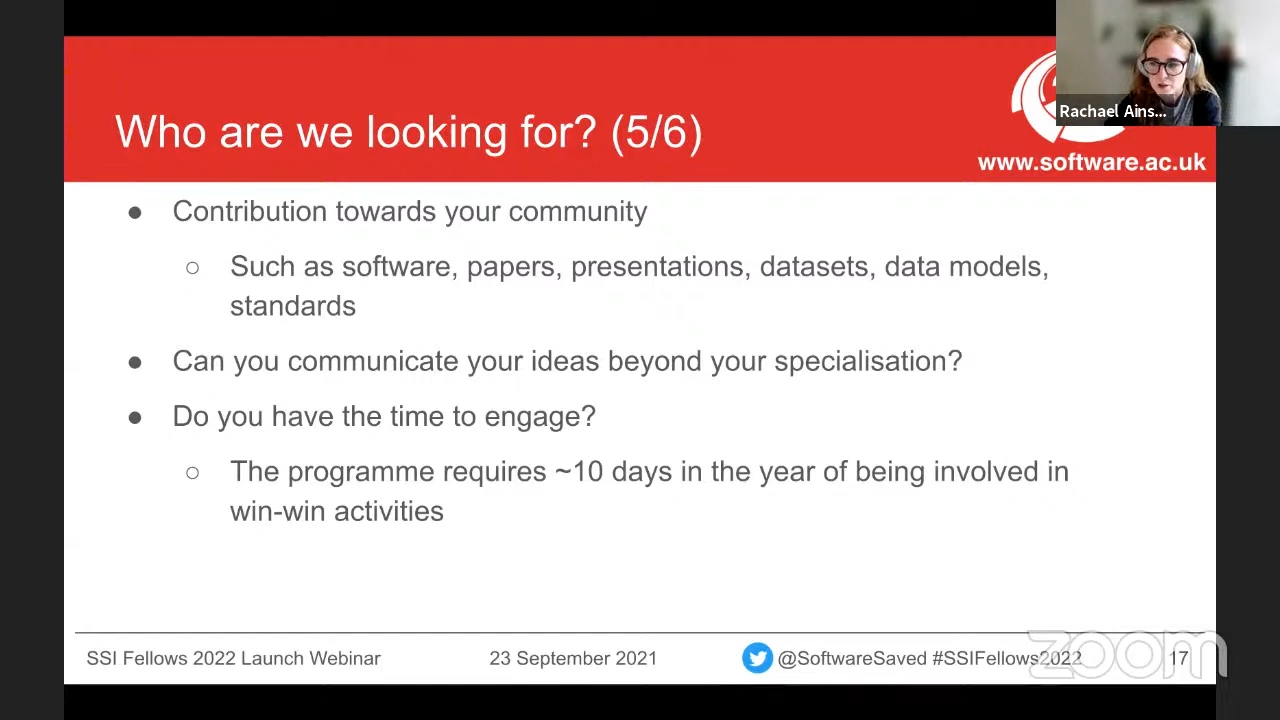 Rachael Ains...
Who are we looking for? (5/6)
www.software.ac.uk
● Contribution towards your community
○ Such as software, papers, presentations, datasets, data models,
standards
● Can you communicate your ideas beyond your specialisation?
● Do you have the time to engage?
○ The programme requires ~10 days in the year of being involved in
win-win activities
SSI Fellows 2022 Launch Webinar
23 September 2021
@SoftwareSaved #SSIFellows2022
17
zoom